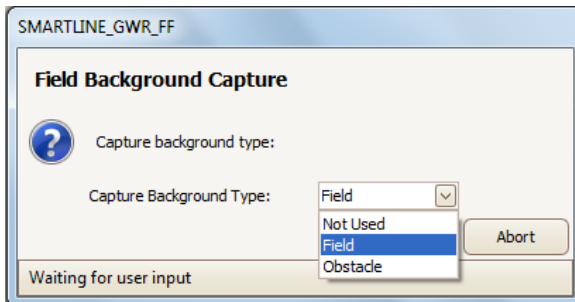 SMARTLINE_GWR_FF
Field Background Capture
Capture background type:
Capture Background Type: Field
Not Used
Field
Obstacle
Abort
Waiting for user input